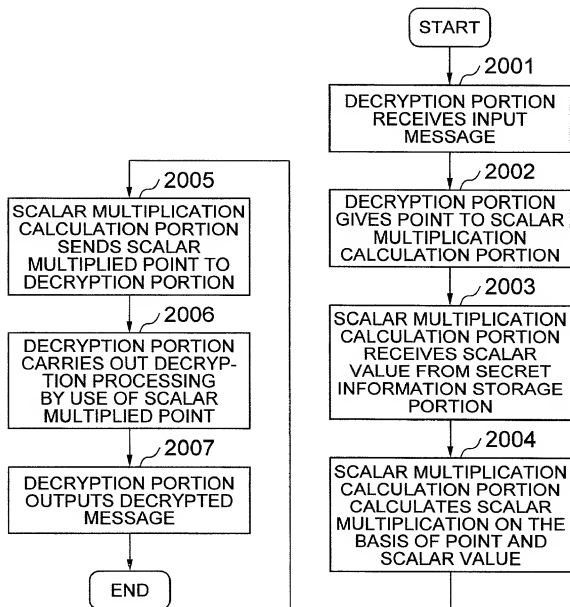 START
2001
DECRYPTION PORTION
RECEIVES INPUT
MESSAGE
2002
DECRYPTION PORTION
GIVES POINT TO SCALAR
MULTIPLICATION
CALCULATION PORTION
2003
SCALAR MULTIPLICATION
CALCULATION PORTION
RECEIVES SCALAR
VALUE FROM SECRET
INFORMATION STORAGE
PORTION
2004
SCALAR MULTIPLICATION
CALCULATION PORTION
CALCULATES SCALAR
MULTIPLICATION ON THE
BASIS OF POINT AND
SCALAR VALUE
2005
SCALAR MULTIPLICATION
CALCULATION PORTION
SENDS SCALAR
MULTIPLIED POINT TO
DECRYPTION PORTION
2006
DECRYPTION PORTION
CARRIES OUT DECRYP-
TION PROCESSING
BY USE OF SCALAR
MULTIPLIED POINT
2007
DECRYPTION PORTION
OUTPUTS DECRYPTED
MESSAGE
END